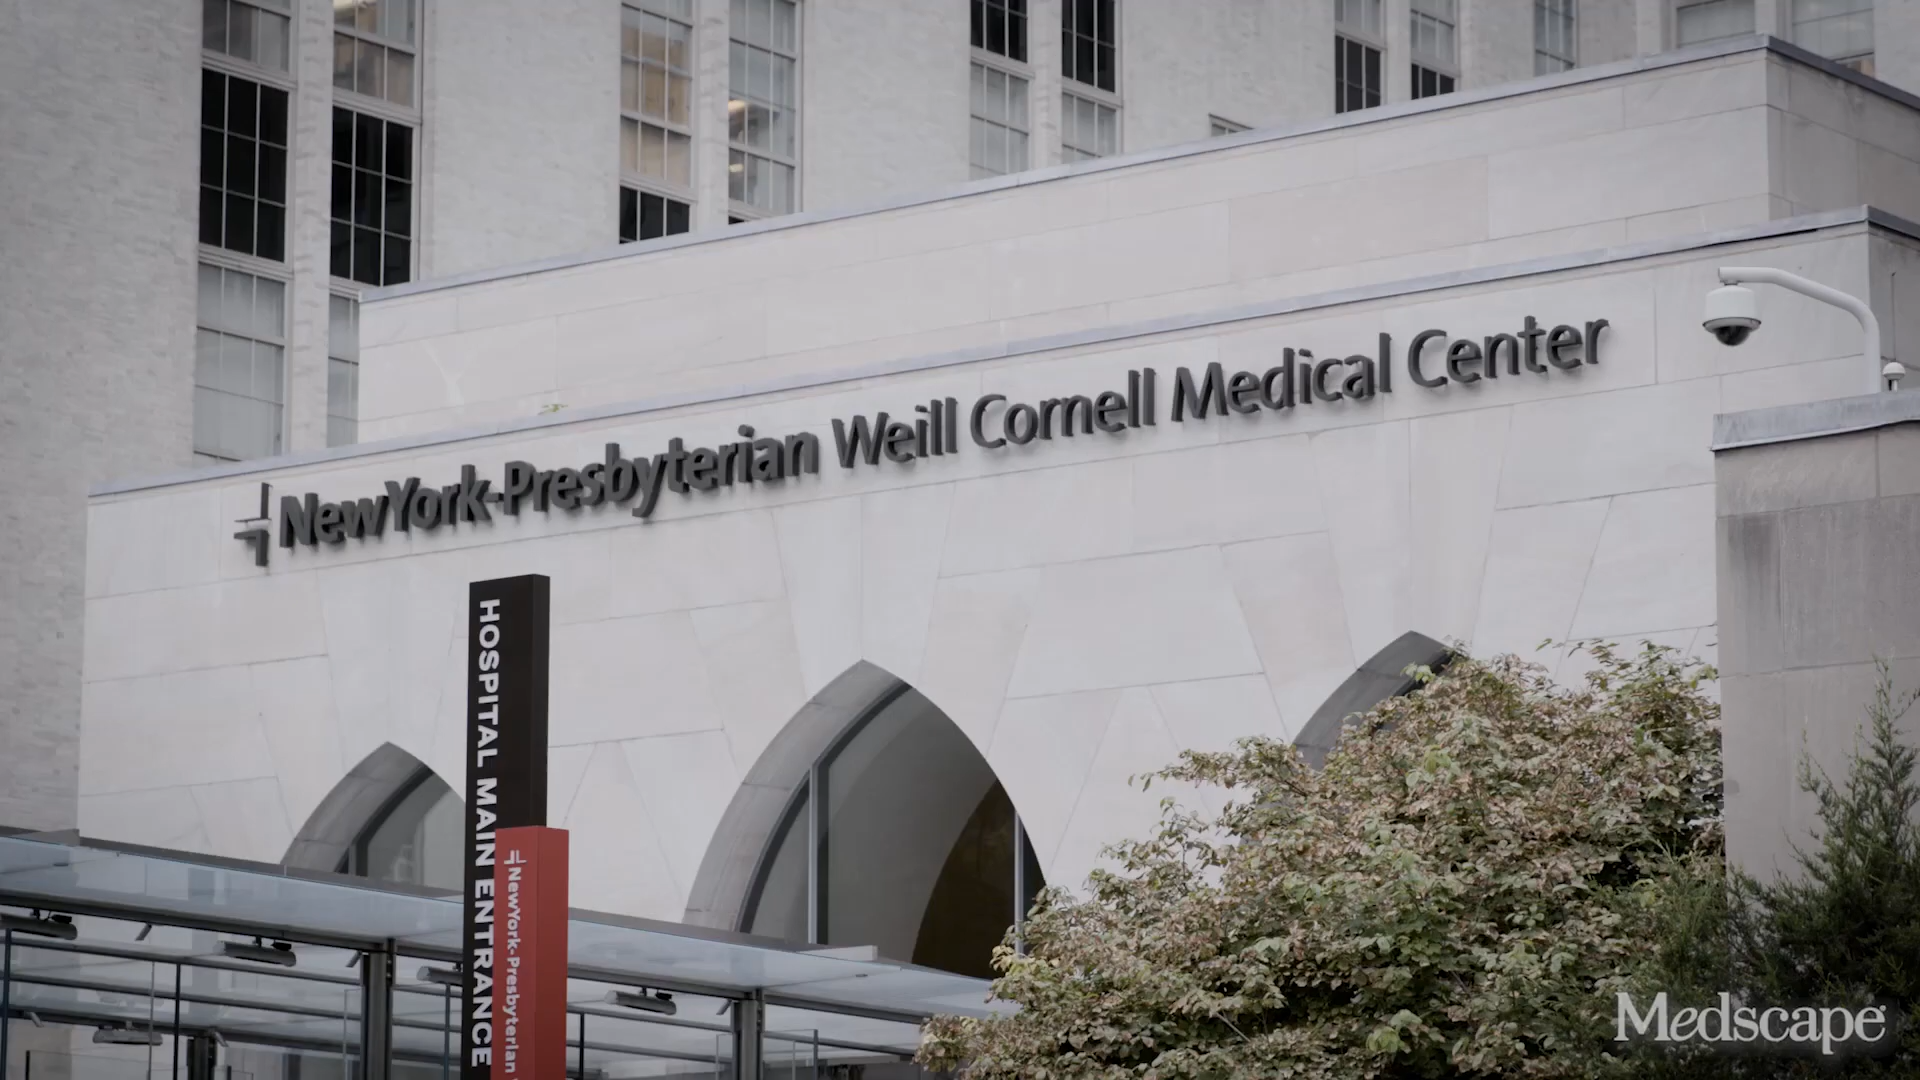 NewYork-Presbyterian Weill Cornell Medical Center
HOSPITAL MAIN ENTRANCE
NewYork-Presbyterian
Medscape®